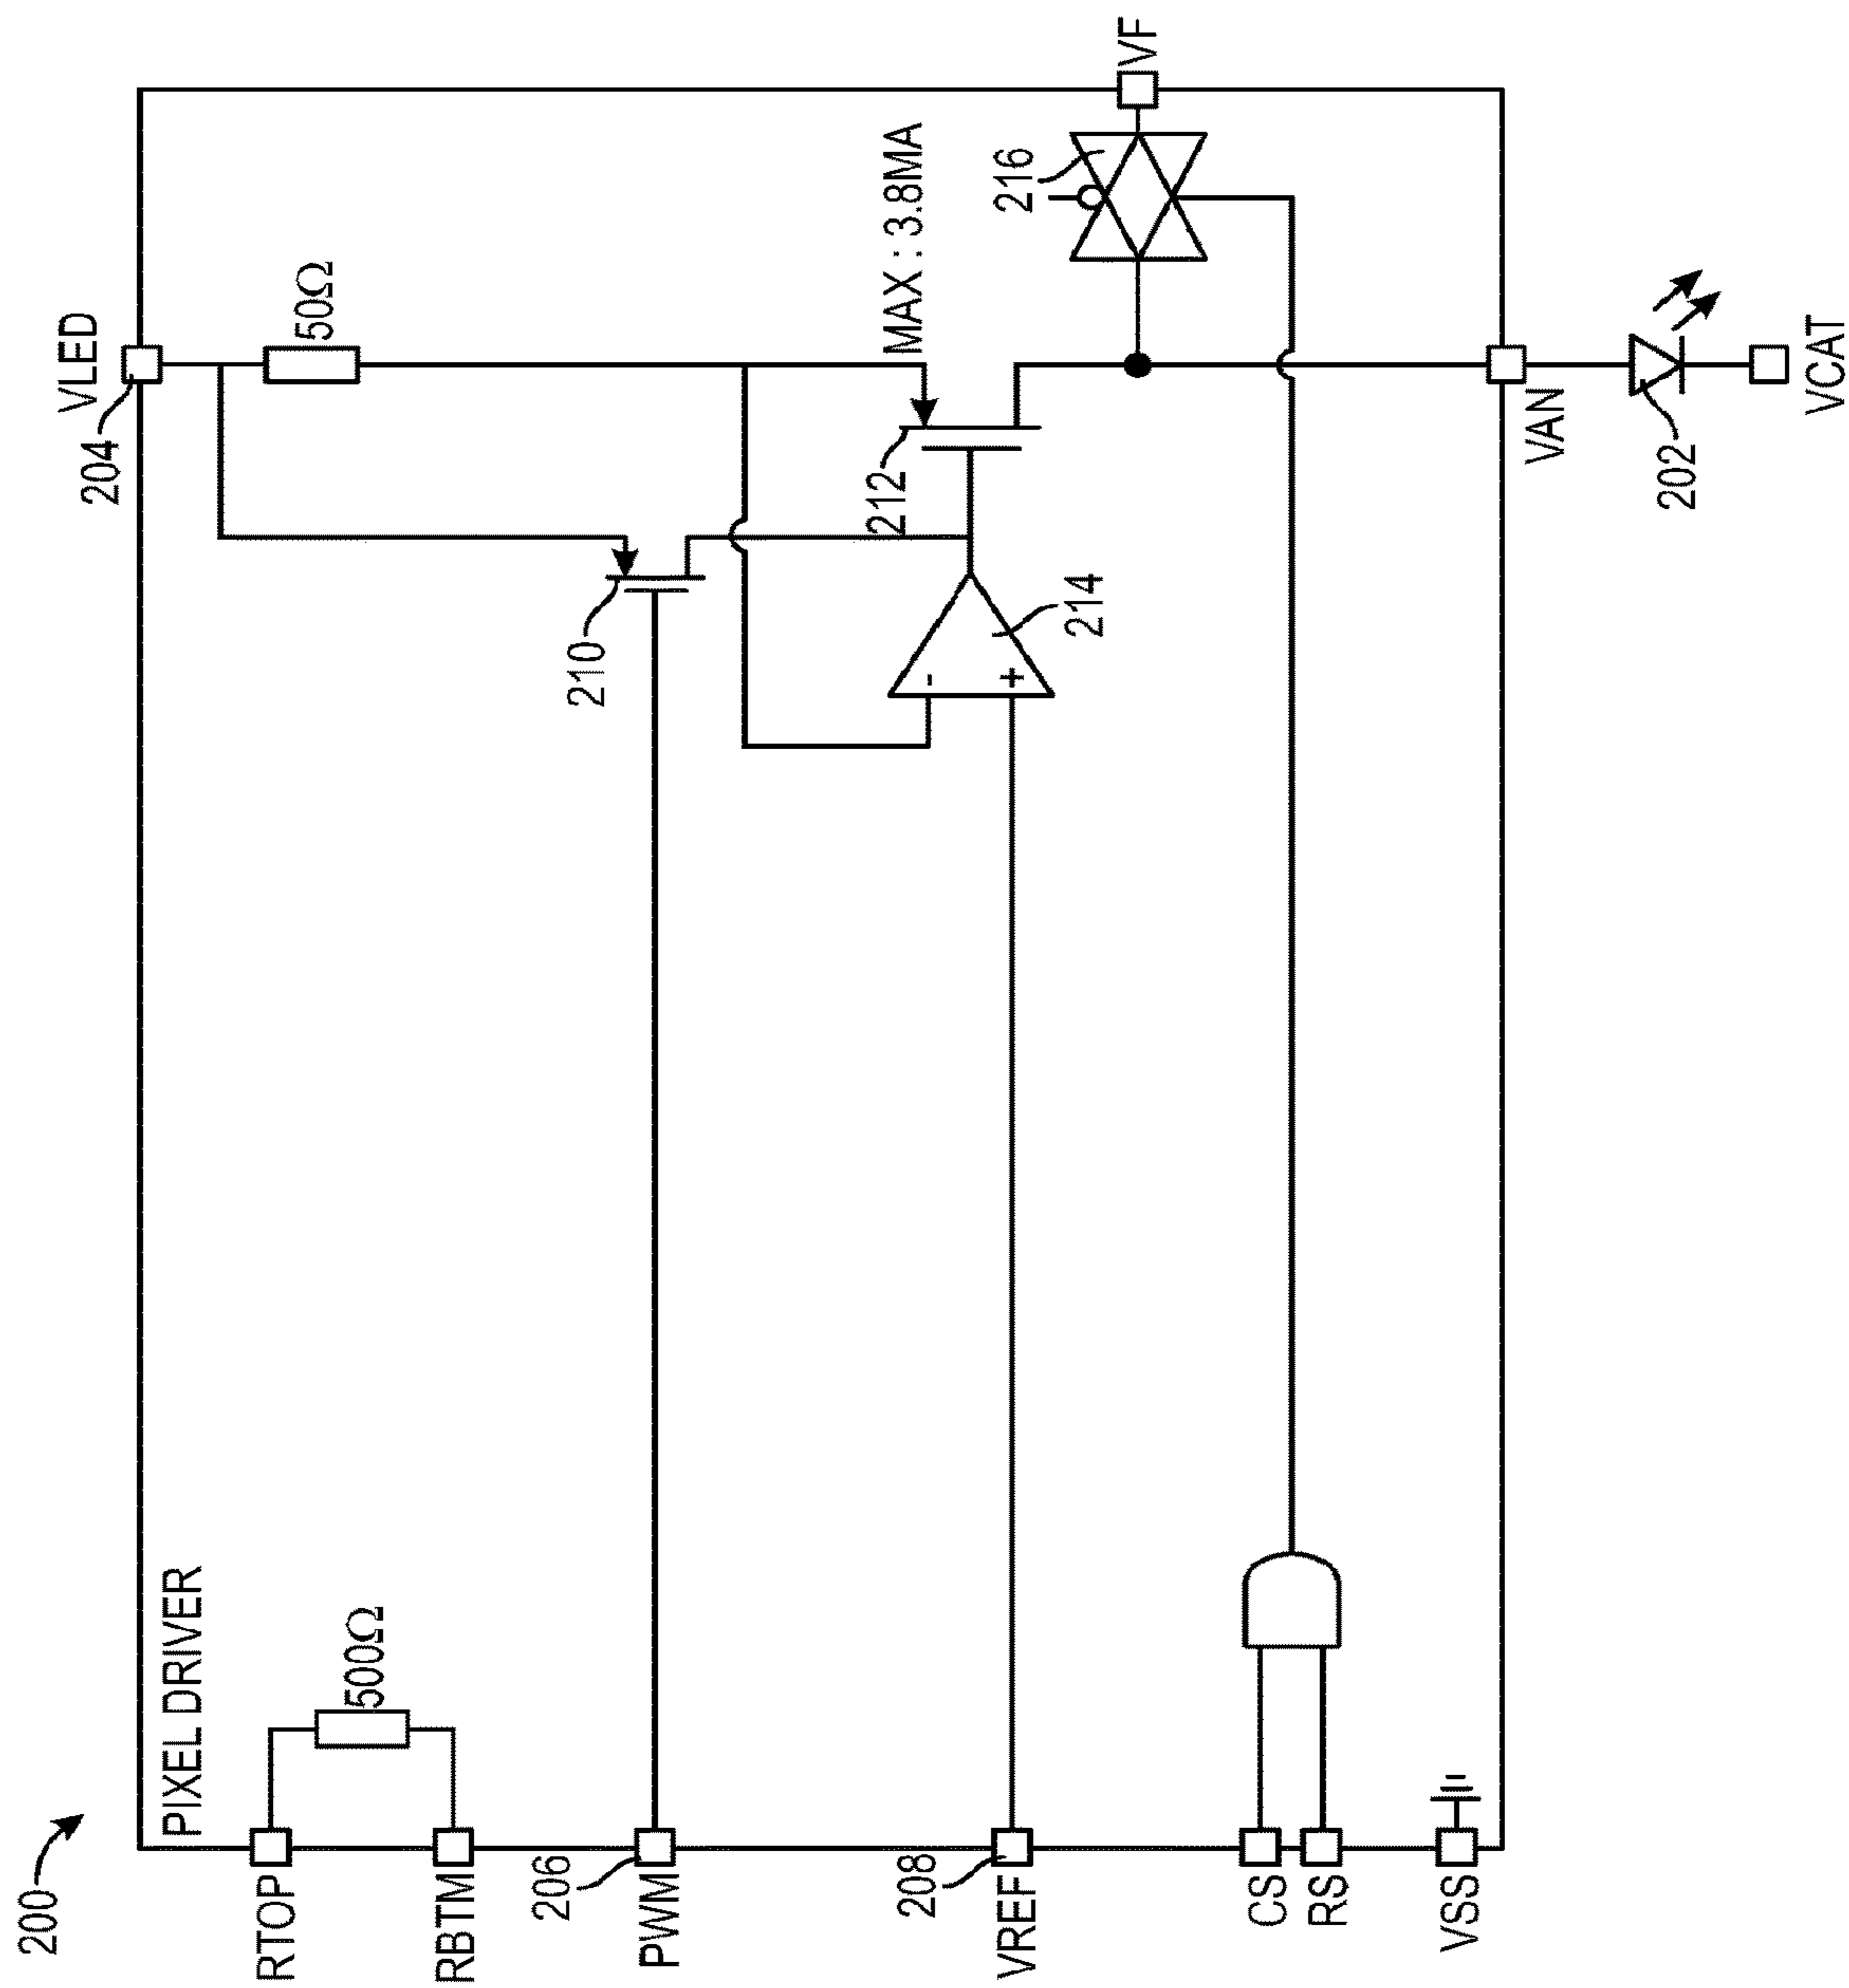 200
PIXEL DRIVER
VLED
204
50Ω
RTOP
500Ω
RBTM
206
PWM
210
212
MAX : 3.8MA
216
VF
214
-
+
208
VREF
CS
RS
VSS
VAN
202
VCAT